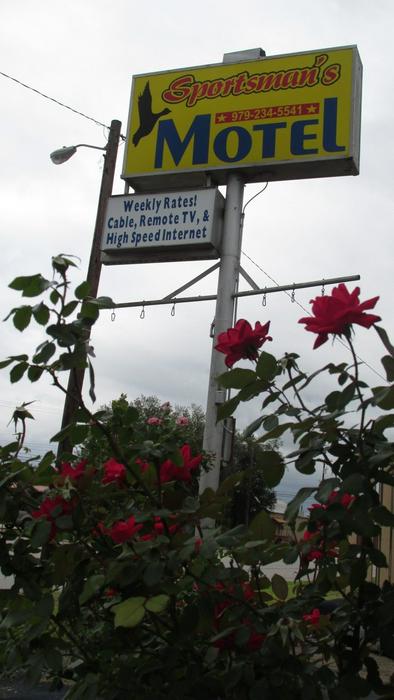 Sportsman's
★ 979-234-5541 ★
MOTEL
Weekly Rates!
Cable, Remote TV, &
High Speed Internet